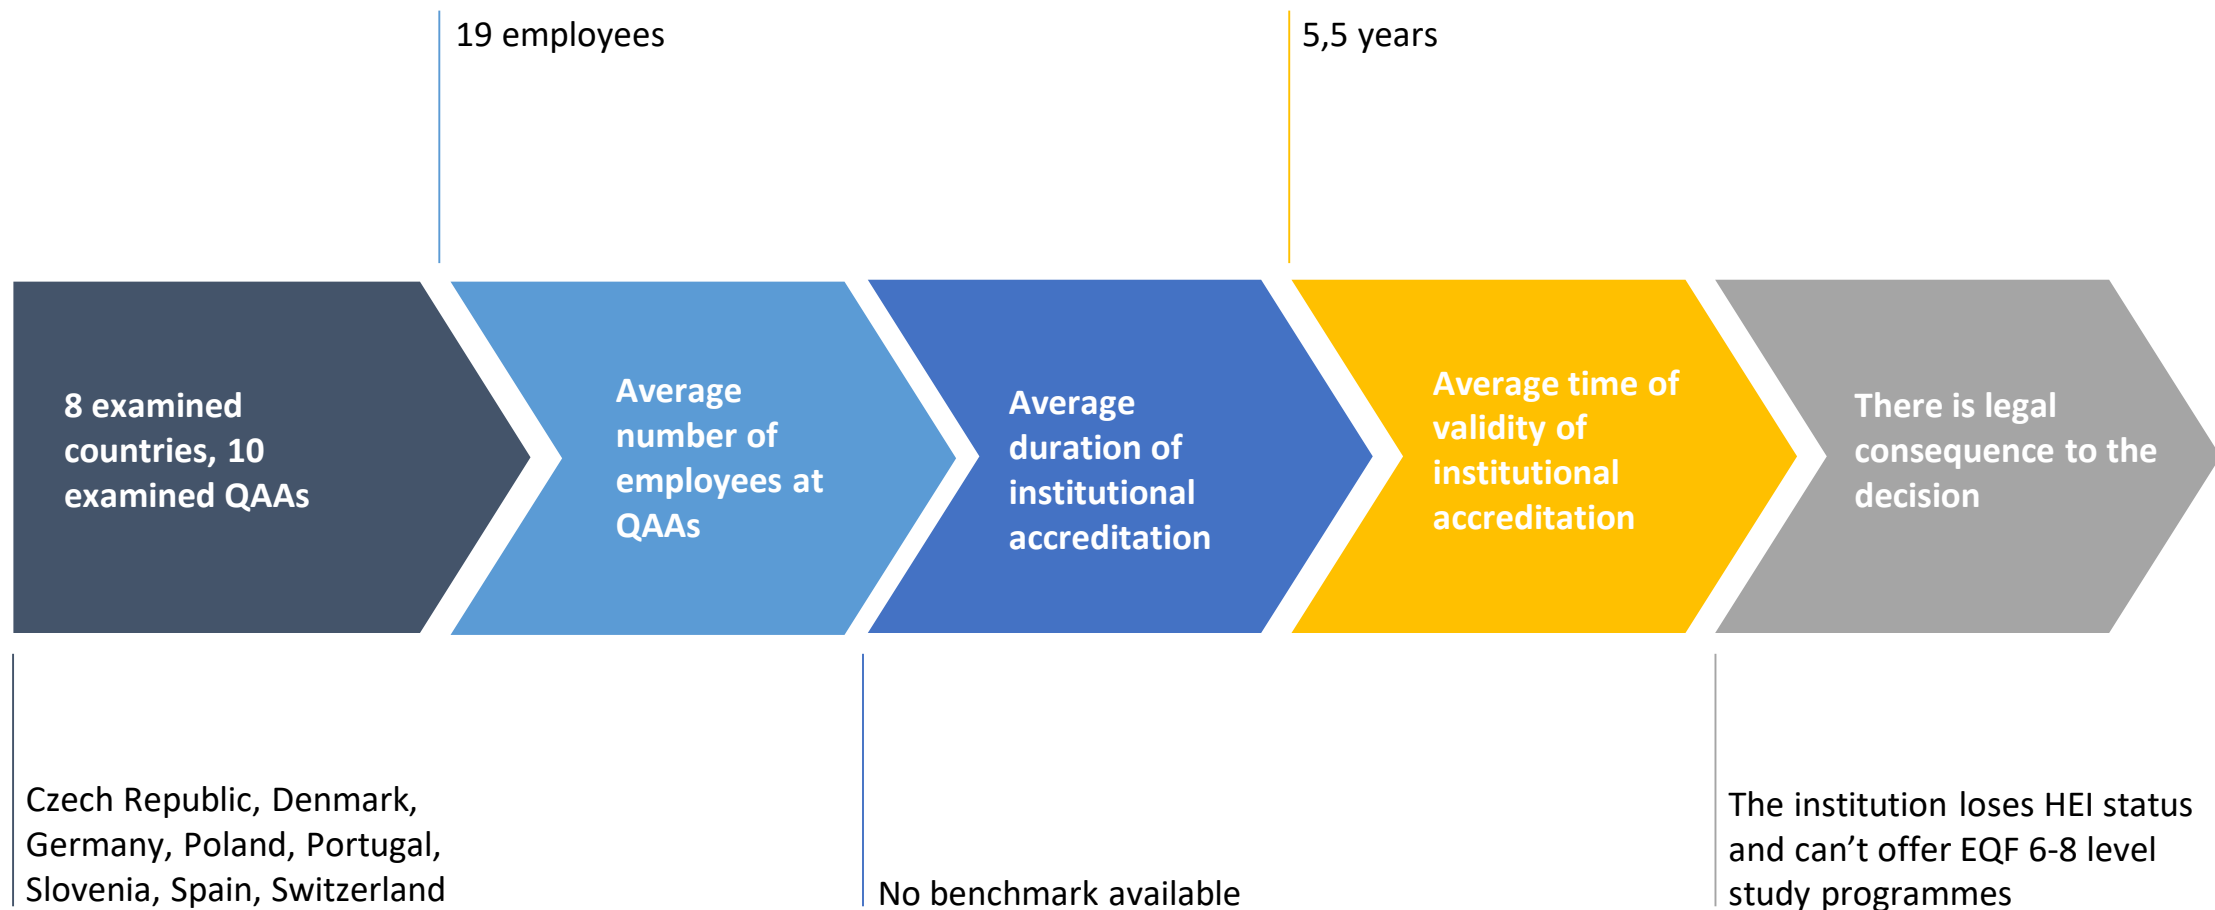 19 employees
5,5 years
8 examined
countries, 10
examined QAAs
Average
number of
employees at
QAAs
Average
duration of
institutional
accreditation
Average time of
validity of
institutional
accreditation
There is legal
consequence to the
decision
Czech Republic, Denmark,
Germany, Poland, Portugal,
Slovenia, Spain, Switzerland
No benchmark available
The institution loses HEI status
and can’t offer EQF 6-8 level
study programmes